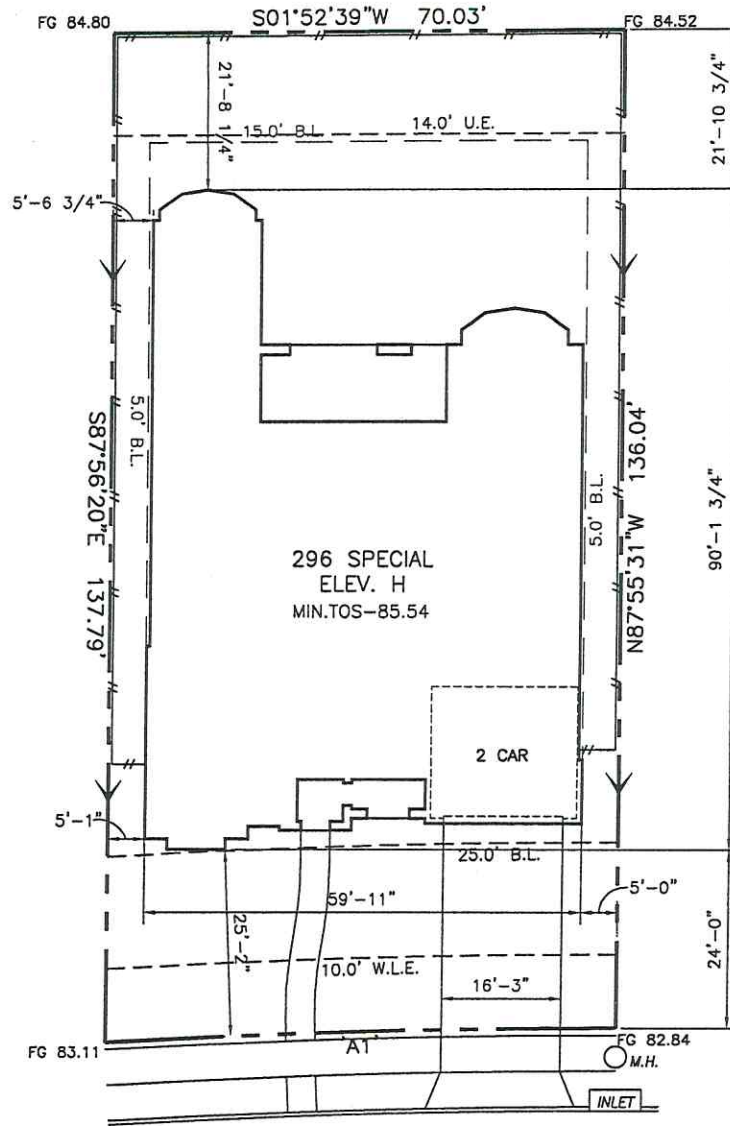 FG 84.80
S01°52'39"W 70.03'
FG 84.52
21'-8 1/4"
21'-10 3/4"
15.0' B.L.
14.0' U.E.
5'-6 3/4"
5.0' B.L.
S87°56'20"E 137.79'
5.0' B.L.
N87°55'31"W 136.04'
90'-1 3/4"
296 SPECIAL
ELEV. H
MIN.TOS-85.54
2 CAR
5'-1"
25.0' B.L.
59'-11"
5'-0"
25'-2"
24'-0"
10.0' W.L.E.
16'-3"
FG 83.11
A1
FG 82.84
M.H.
INLET